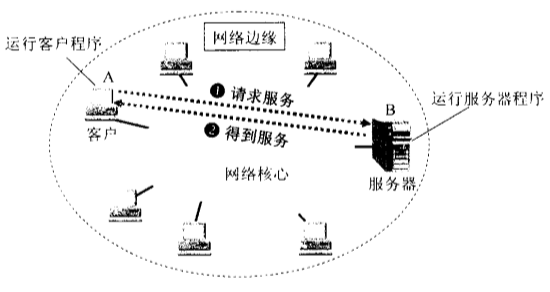 运行客户程序
网络边缘
A
❶ 请求服务
B
运行服务器程序
❷ 得到服务
客户
网络核心
服务器